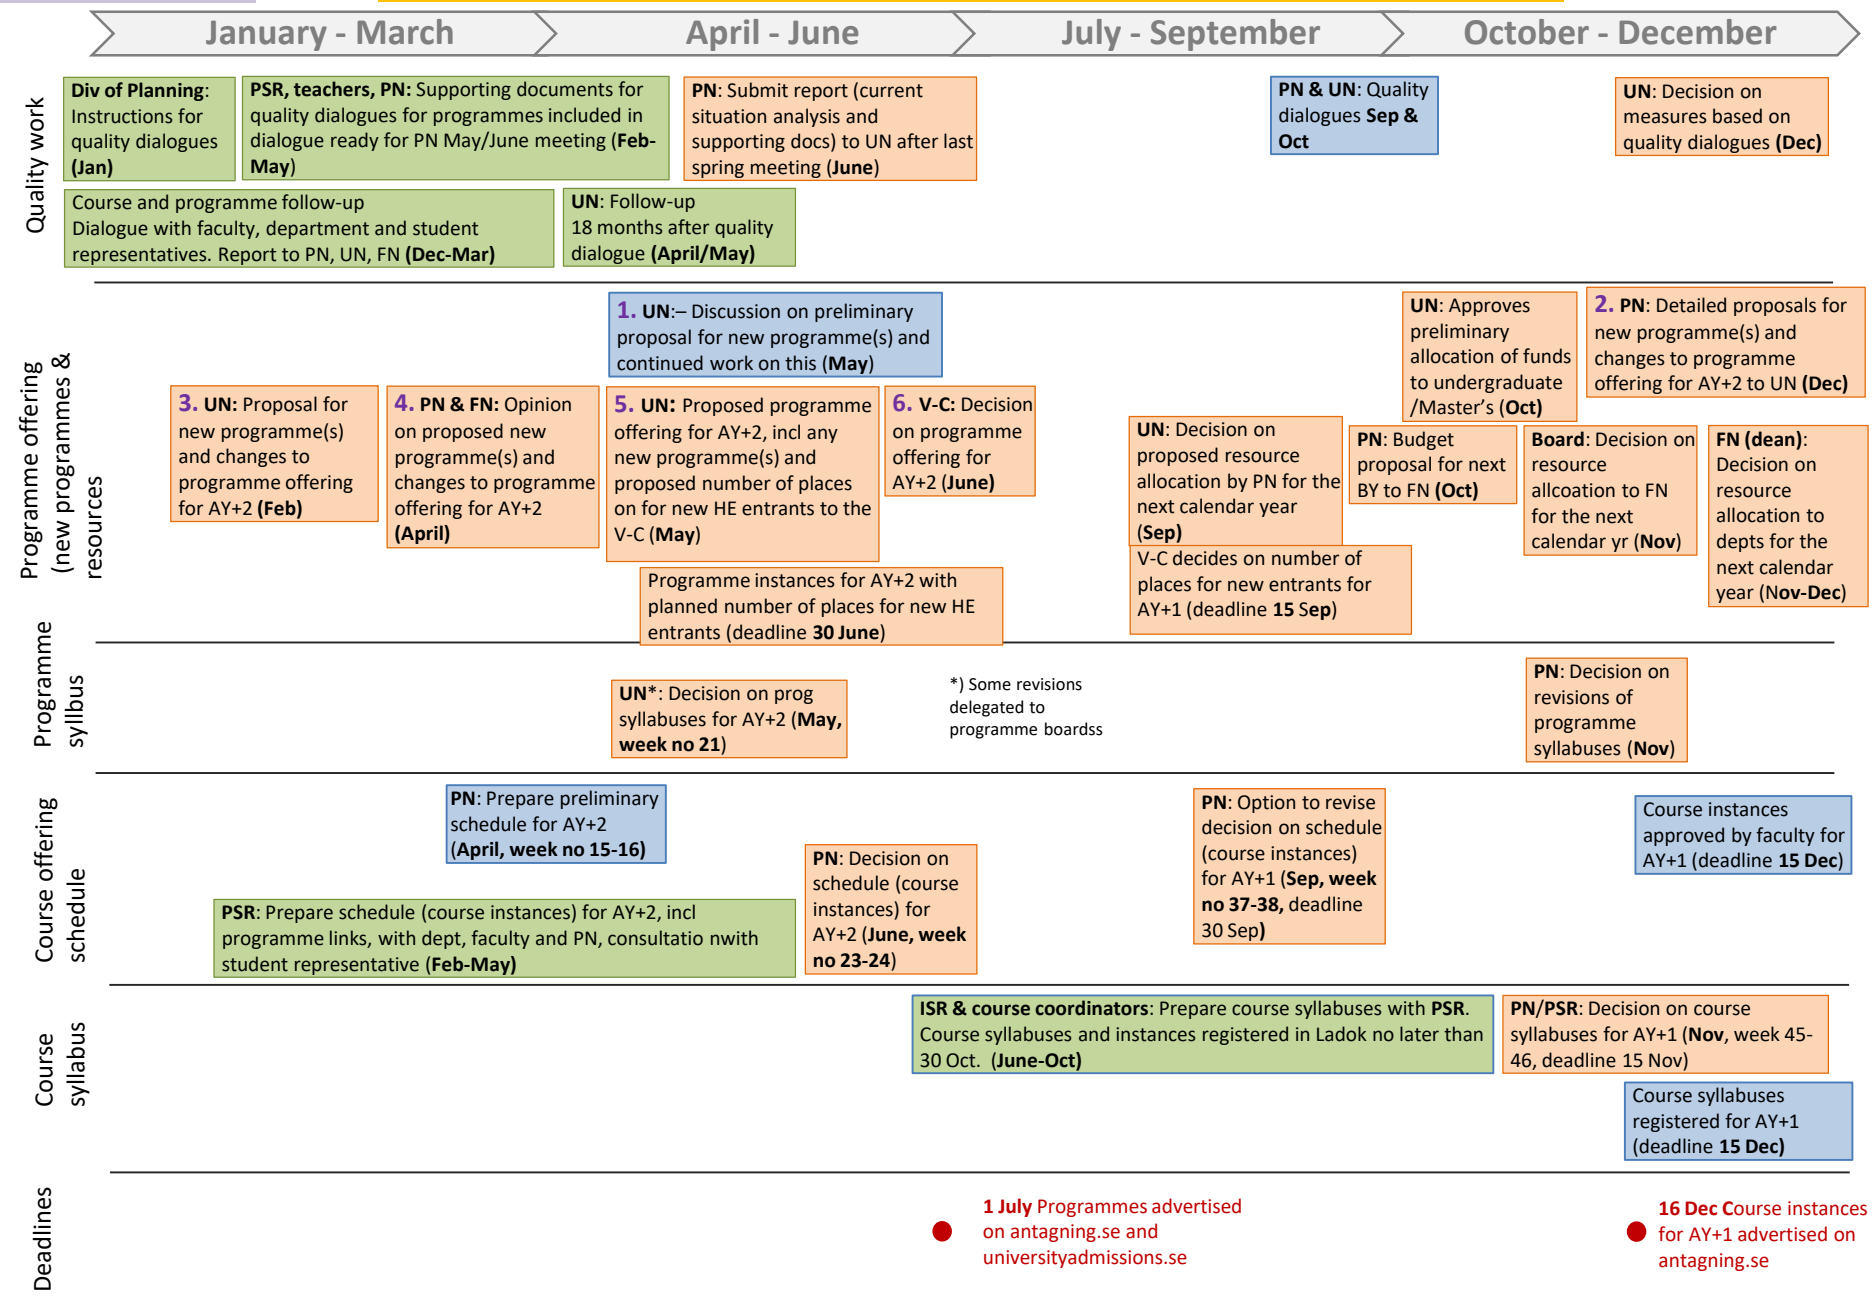 January - March
April - June
July - September
October - December
Quality work
Div of Planning:
Instructions for
quality dialogues
(Jan)
PSR, teachers, PN: Supporting documents for
quality dialogues for programmes included in
dialogue ready for PN May/June meeting (Feb-
May)
PN: Submit report (current
situation analysis and
supporting docs) to UN after last
spring meeting (June)
PN & UN: Quality
dialogues Sep &
Oct
UN: Decision on
measures based on
quality dialogues (Dec)
Course and programme follow-up
Dialogue with faculty, department and student
representatives. Report to PN, UN, FN (Dec-Mar)
UN: Follow-up
18 months after quality
dialogue (April/May)
Programme offering
(new programmes &
resources
1. UN:– Discussion on preliminary
proposal for new programme(s) and
continued work on this (May)
UN: Approves
preliminary
allocation of funds
to undergraduate
/Master's (Oct)
2. PN: Detailed proposals for
new programme(s) and
changes to programme
offering for AY+2 to UN (Dec)
3. UN: Proposal for
new programme(s)
and changes to
programme offering
for AY+2 (Feb)
4. PN & FN: Opinion
on proposed new
programme(s) and
changes to programme
offering for AY+2
(April)
5. UN: Proposed programme
offering for AY+2, incl any
new programme(s) and
proposed number of places
on for new HE entrants to the
V-C (May)
6. V-C: Decision
on programme
offering for
AY+2 (June)
UN: Decision on
proposed resource
allocation by PN for the
next calendar year
(Sep)
PN: Budget
proposal for next
BY to FN (Oct)
Board: Decision on
resource
allcoation to FN
for the next
calendar yr (Nov)
FN (dean):
Decision on
resource
allocation to
depts for the
next calendar
year (Nov-Dec)
V-C decides on number of
places for new entrants for
AY+1 (deadline 15 Sep)
Programme instances for AY+2 with
planned number of places for new HE
entrants (deadline 30 June)
Programme
syllbus
UN*: Decision on prog
syllabuses for AY+2 (May,
week no 21)
*) Some revisions
delegated to
programme boardss
PN: Decision on
revisions of
programme
syllabuses (Nov)
Course offering
schedule
PN: Prepare preliminary
schedule for AY+2
(April, week no 15-16)
PN: Decision on
schedule (course
instances) for
AY+2 (June, week
no 23-24)
PN: Option to revise
decision on schedule
(course instances)
for AY+1 (Sep, week
no 37-38, deadline
30 Sep)
Course instances
approved by faculty for
AY+1 (deadline 15 Dec)
PSR: Prepare schedule (course instances) for AY+2, incl
programme links, with dept, faculty and PN, consultatio nwith
student representative (Feb-May)
Course
syllabus
ISR & course coordinators: Prepare course syllabuses with PSR.
Course syllabuses and instances registered in Ladok no later than
30 Oct. (June-Oct)
PN/PSR: Decision on course
syllabuses for AY+1 (Nov, week 45-
46, deadline 15 Nov)
Course syllabuses
registered for AY+1
(deadline 15 Dec)
Deadlines
1 July Programmes advertised
on antagning.se and
universityadmissions.se
16 Dec Course instances
for AY+1 advertised on
antagning.se